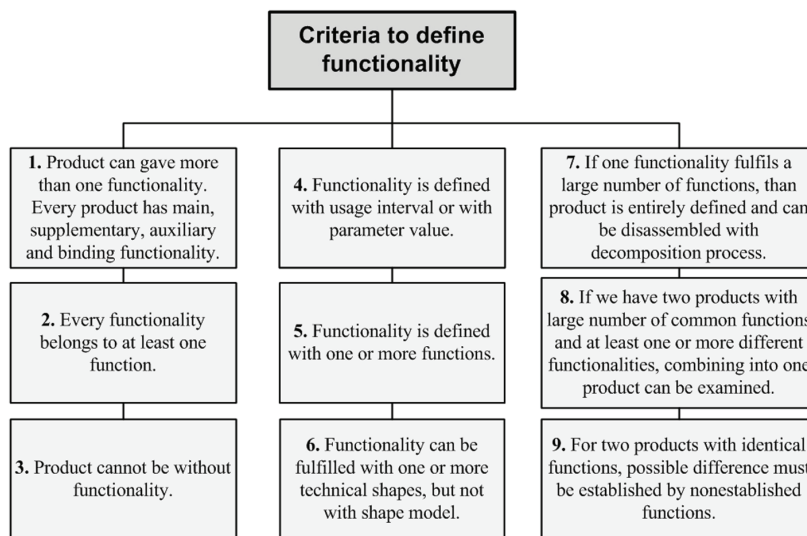 Criteria to define
functionality
1. Product can gave more
than one functionality.
Every product has main,
supplementary, auxiliary
and binding functionality.
2. Every functionality
belongs to at least one
function.
3. Product cannot be without
functionality.
4. Functionality is defined
with usage interval or with
parameter value.
5. Functionality is defined
with one or more functions.
6. Functionality can be
fulfilled with one or more
technical shapes, but not
with shape model.
7. If one functionality fulfils a
large number of functions, than
product is entirely defined and can
be disassembled with
decomposition process.
8. If we have two products with
large number of common functions
and at least one or more different
functionalities, combining into one
product can be examined.
9. For two products with identical
functions, possible difference must
be established by nonestablished
functions.